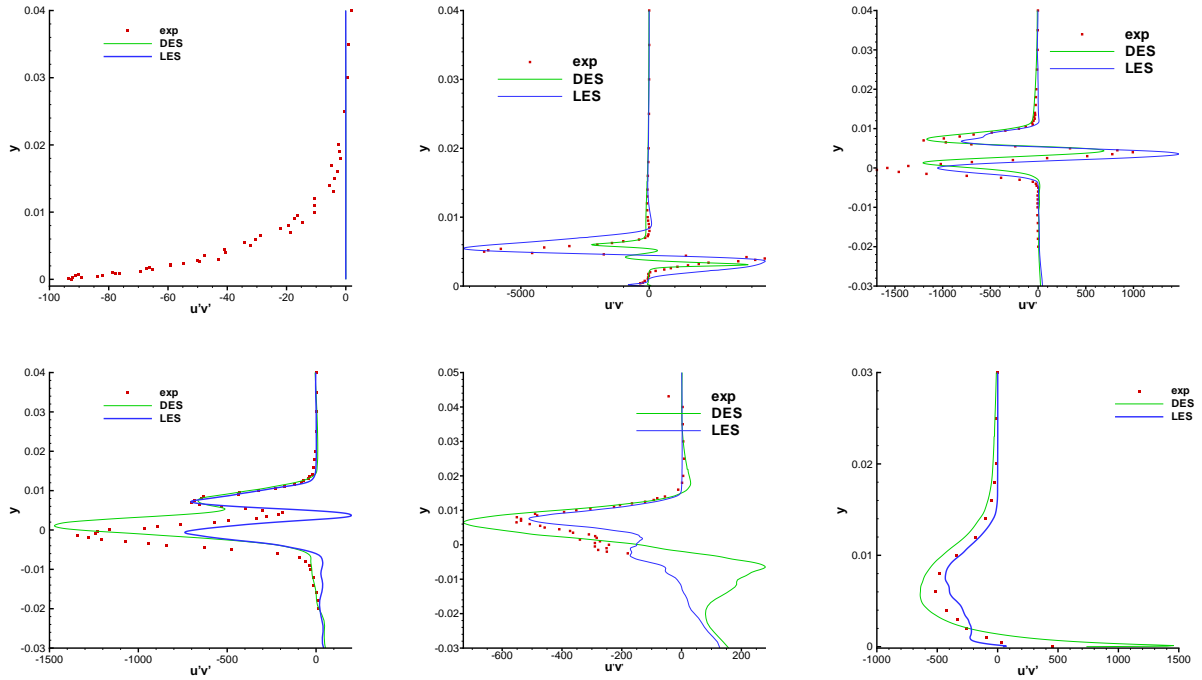 0.04
0.03
0.02
0.01
0
y
-100
-80
-60
-40
-20
0
u'v'
exp
DES
LES
0.04
0.03
0.02
0.01
0
y
-5000
0
u'v'
exp
DES
LES
0.04
0.03
0.02
0.01
0
-0.01
-0.02
-0.03
y
-1500
-1000
-500
0
500
1000
u'v'
exp
DES
LES
0.04
0.03
0.02
0.01
0
-0.01
-0.02
-0.03
y
-1500
-1000
-500
0
u'v'
exp
DES
LES
0.05
0.04
0.03
0.02
0.01
0
-0.01
-0.02
-0.03
y
-600
-400
-200
0
200
u'v'
exp
DES
LES
0.03
0.02
0.01
0
y
-1000
-500
0
500
1000
1500
u'v'
exp
DES
LES